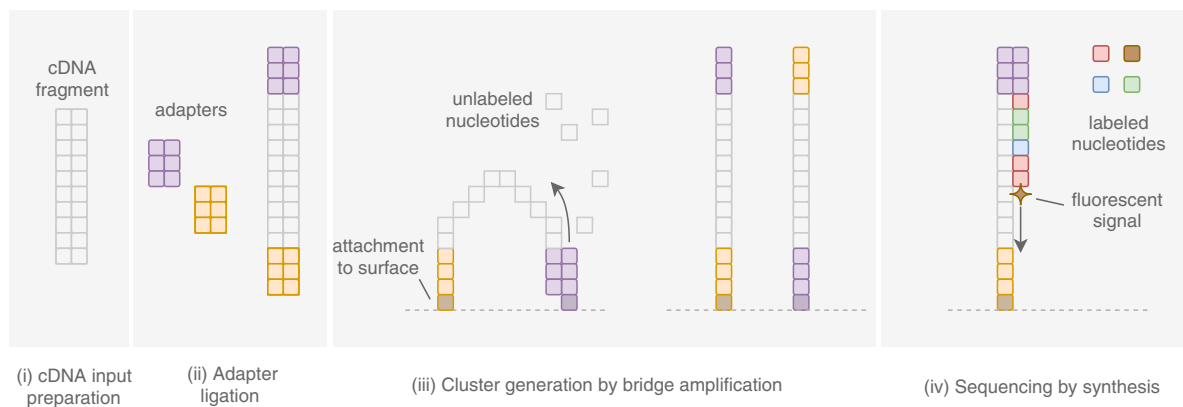 cDNA
fragment
adapters
unlabeled
nucleotides
attachment
to surface
labeled
nucleotides
fluorescent
signal
(i) cDNA input
preparation
(ii) Adapter
ligation
(iii) Cluster generation by bridge amplification
(iv) Sequencing by synthesis